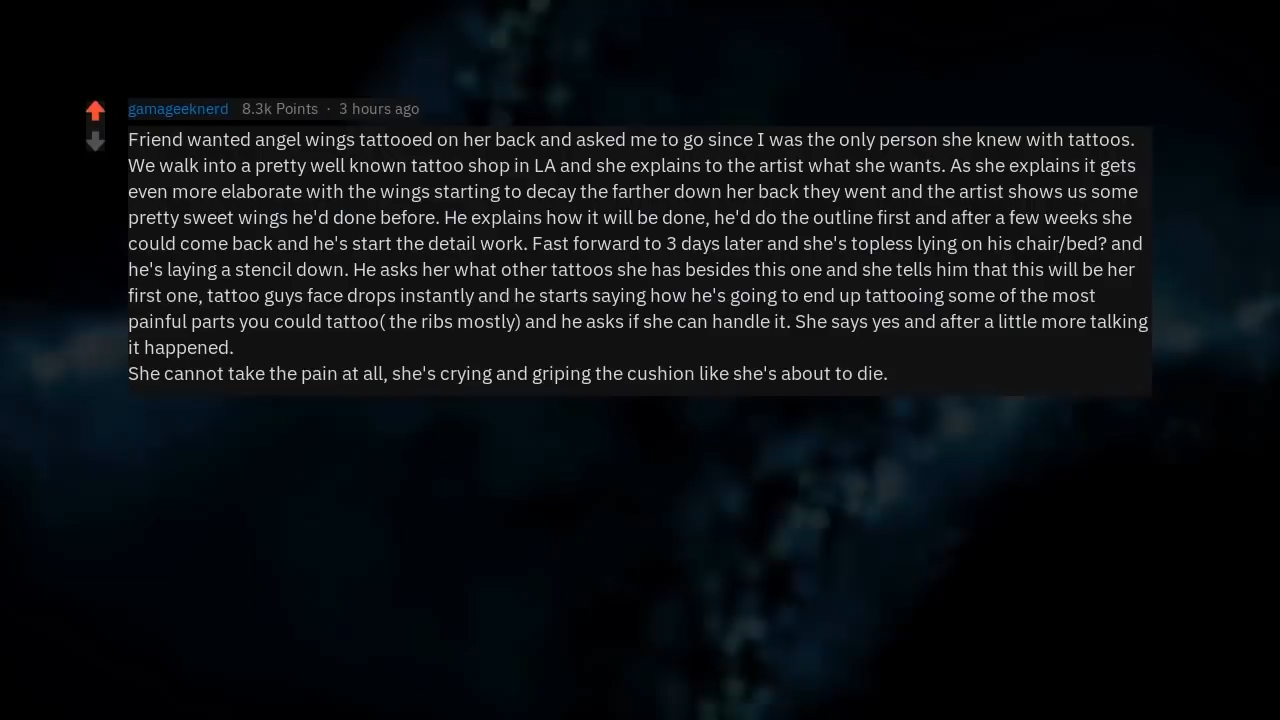 gamageeknerd 8.3k Points · 3 hours ago
Friend wanted angel wings tattooed on her back and asked me to go since I was the only person she knew with tattoos.
We walk into a pretty well known tattoo shop in LA and she explains to the artist what she wants. As she explains it gets
even more elaborate with the wings starting to decay the farther down her back they went and the artist shows us some
pretty sweet wings he'd done before. He explains how it will be done, he'd do the outline first and after a few weeks she
could come back and he's start the detail work. Fast forward to 3 days later and she's topless lying on his chair/bed? and
he's laying a stencil down. He asks her what other tattoos she has besides this one and she tells him that this will be her
first one, tattoo guys face drops instantly and he starts saying how he's going to end up tattooing some of the most
painful parts you could tattoo( the ribs mostly) and he asks if she can handle it. She says yes and after a little more talking
it happened.
She cannot take the pain at all, she's crying and griping the cushion like she's about to die.